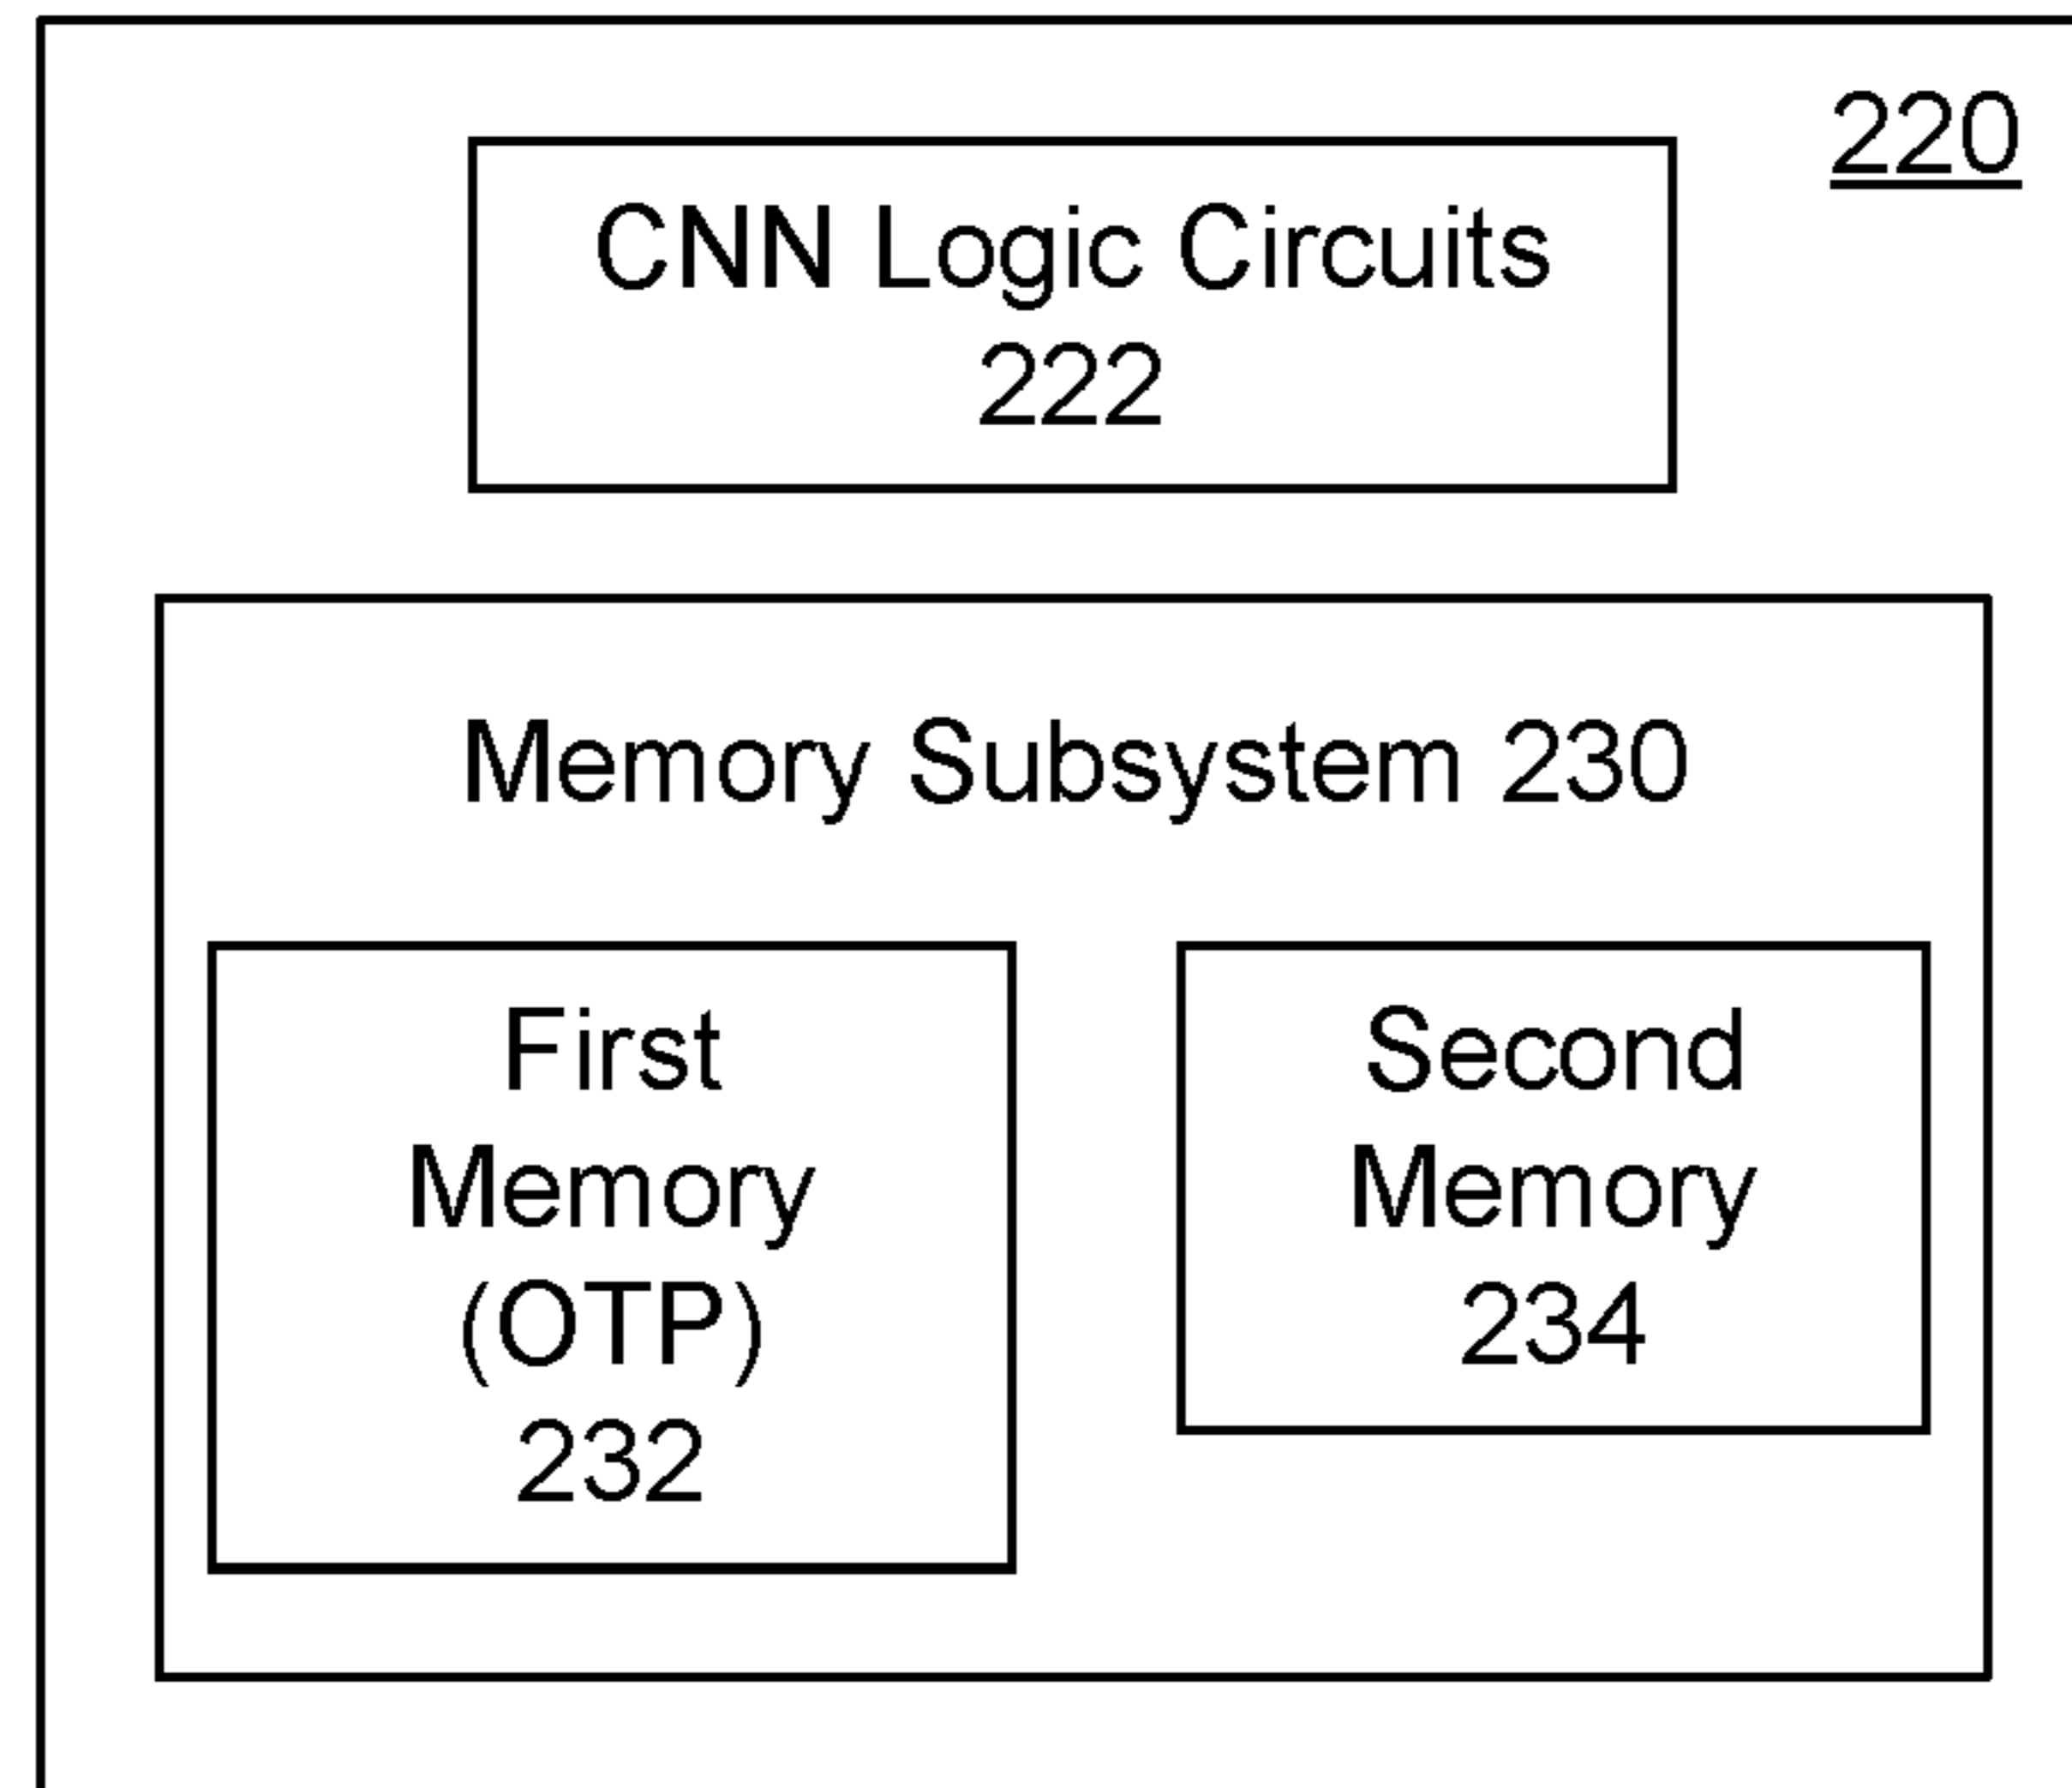 220
CNN Logic Circuits
222
Memory Subsystem 230
First
Memory
(OTP)
232
Second
Memory
234